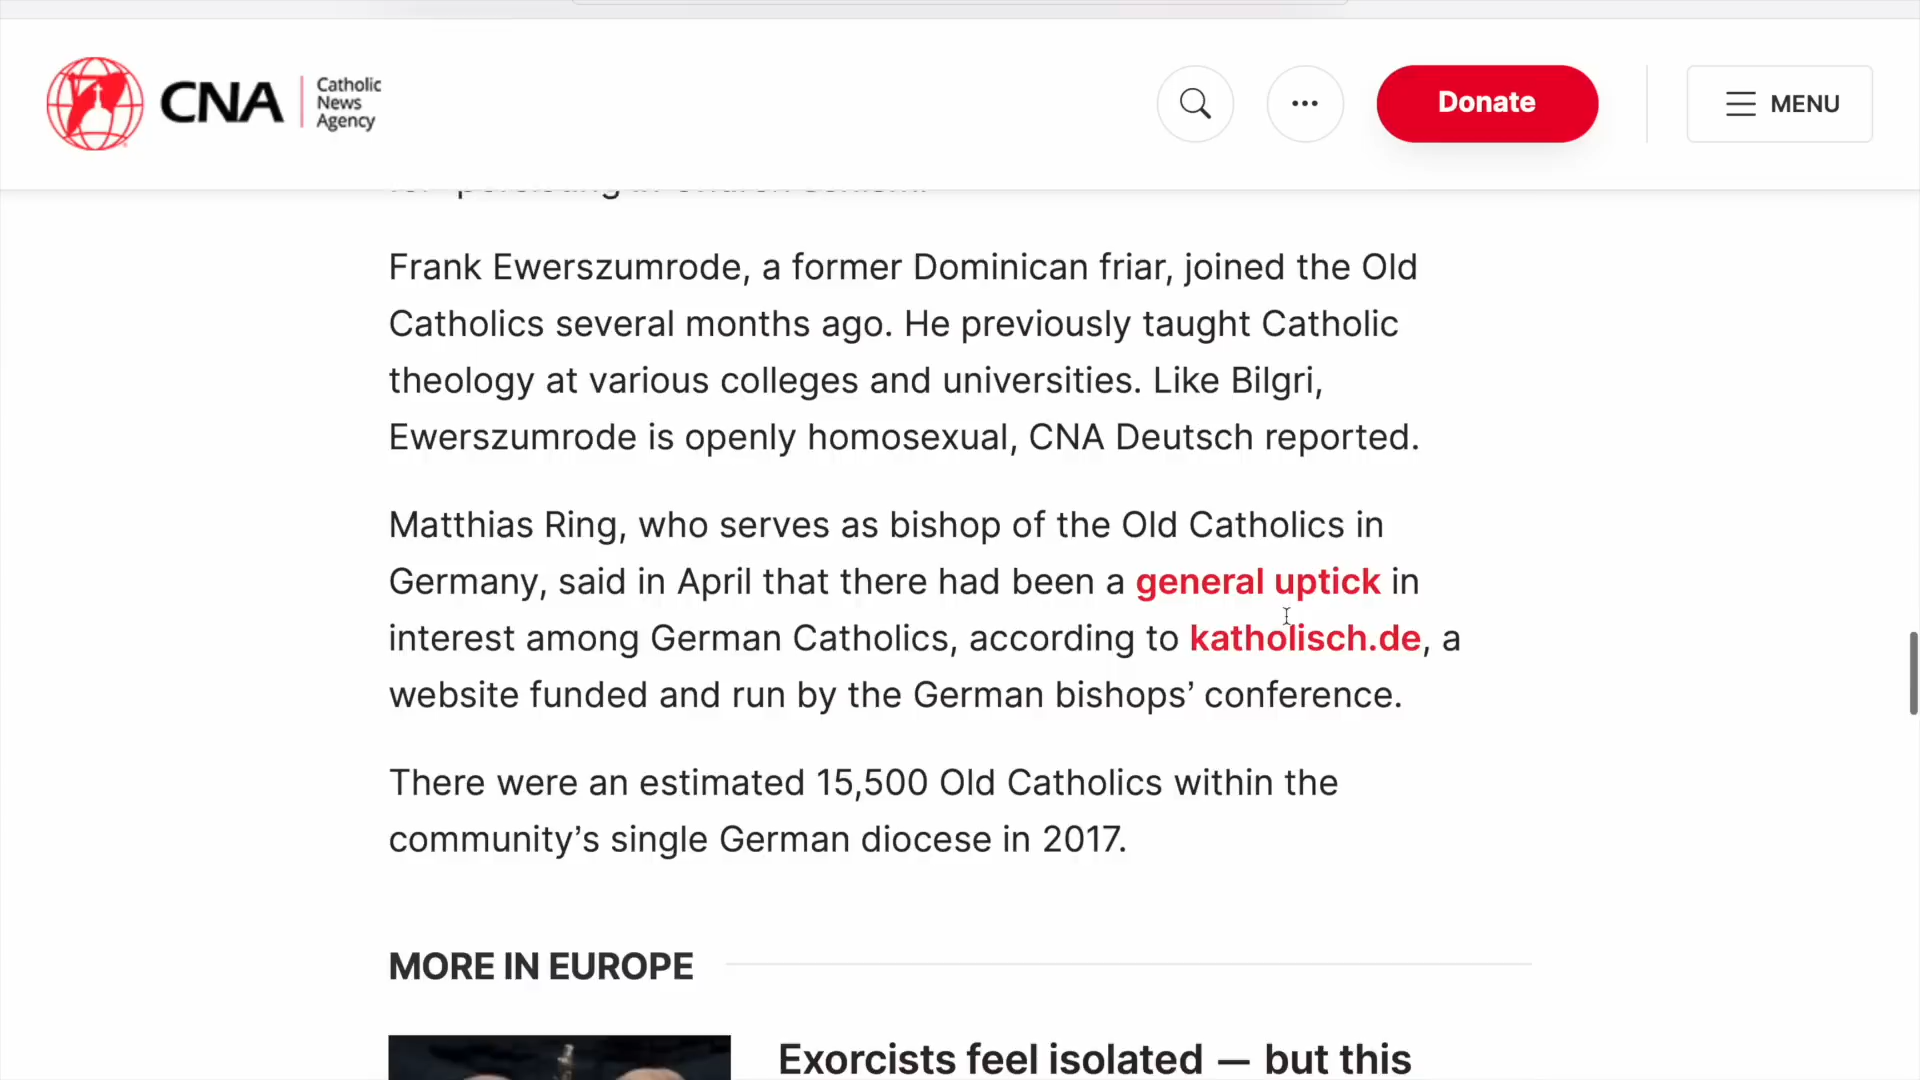 CNA
Catholic
News
Agency
Donate
MENU
Frank Ewerszumrode, a former Dominican friar, joined the Old
Catholics several months ago. He previously taught Catholic
theology at various colleges and universities. Like Bilgri,
Ewerszumrode is openly homosexual, CNA Deutsch reported.
Matthias Ring, who serves as bishop of the Old Catholics in
Germany, said in April that there had been a general uptick in
interest among German Catholics, according to katholisch.de, a
website funded and run by the German bishops’ conference.
There were an estimated 15,500 Old Catholics within the
community’s single German diocese in 2017.
MORE IN EUROPE
Exorcists feel isolated — but this